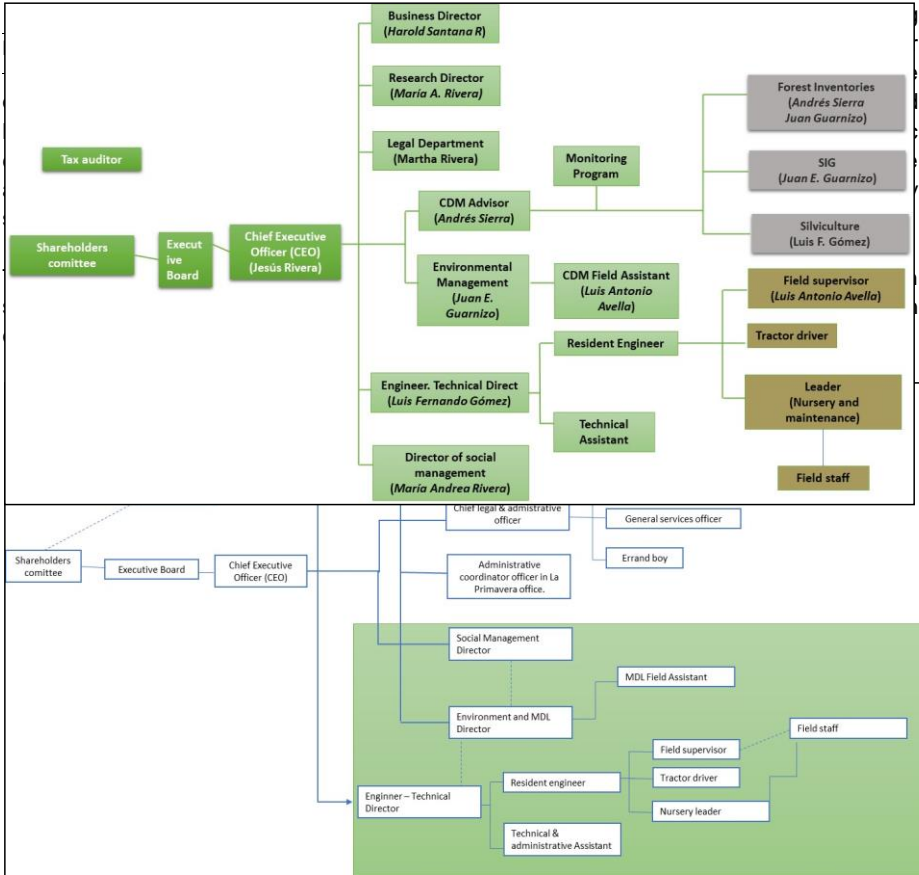 Business Director
(Harold Santana R)
Research Director
(María A. Rivera)
Legal Department
(Martha Rivera)
Tax auditor
Monitoring
Program
Forest Inventories
(Andrés Sierra
Juan Guarnizo)
SIG
(Juan E. Guarnizo)
CDM Advisor
(Andrés Sierra)
Silviculture
(Luis F. Gómez)
Shareholders
comittee
Execut
ive
Board
Chief Executive
Officer (CEO)
(Jesús Rivera)
Environmental
Management
(Juan E.
Guarnizo)
CDM Field Assistant
(Luis Antonio
Avella)
Field supervisor
(Luis Antonio Avella)
Resident Engineer
Tractor driver
Engineer. Technical Direct
(Luis Fernando Gómez)
Leader
(Nursery and
maintenance)
Technical
Assistant
Director of social
management
(María Andrea Rivera)
Field staff
Chief legal & admistrative
officer
General services officer
Errand boy
Shareholders
comittee
Executive Board
Chief Executive
Officer (CEO)
Administrative
coordinator officer in La
Primavera office.
Social Management
Director
MDL Field Assistant
Environment and MDL
Director
Field staff
Field supervisor
Resident engineer
Tractor driver
Enginner – Technical
Director
Nursery leader
Technical &
administrative Assistant